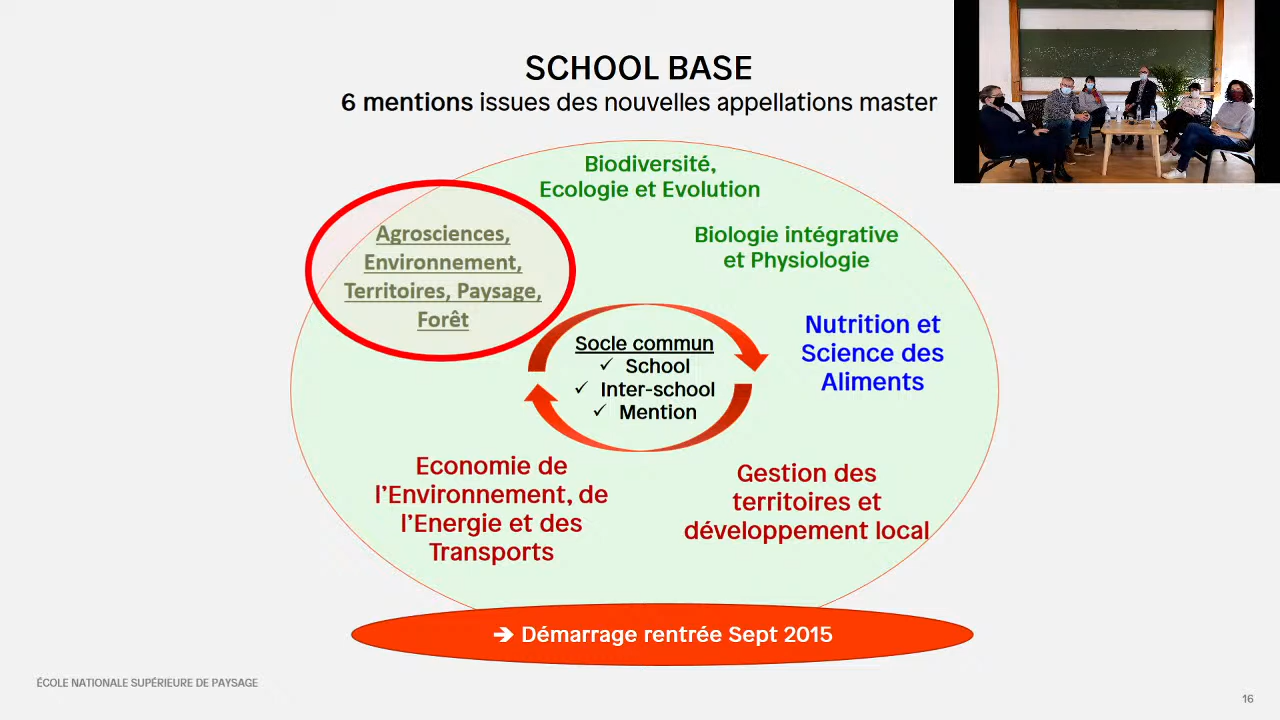 SCHOOL BASE
6 mentions issues des nouvelles appellations master
Biodiversité,
Ecologie et Evolution
Agrosciences,
Environnement,
Territoires, Paysage,
Forêt
Biologie intégrative
et Physiologie
Nutrition et
Science des
Aliments
Socle commun
✓ School
✓ Inter-school
✓ Mention
Economie de
l'Environnement, de
l'Energie et des
Transports
Gestion des
territoires et
développement local
➔ Démarrage rentrée Sept 2015
ÉCOLE NATIONALE SUPÉRIEURE DE PAYSAGE
16